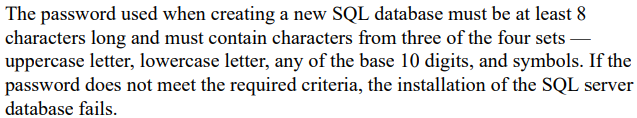 The password used when creating a new SQL database must be at least 8
characters long and must contain characters from three of the four sets —
uppercase letter, lowercase letter, any of the base 10 digits, and symbols. If the
password does not meet the required criteria, the installation of the SQL server
database fails.